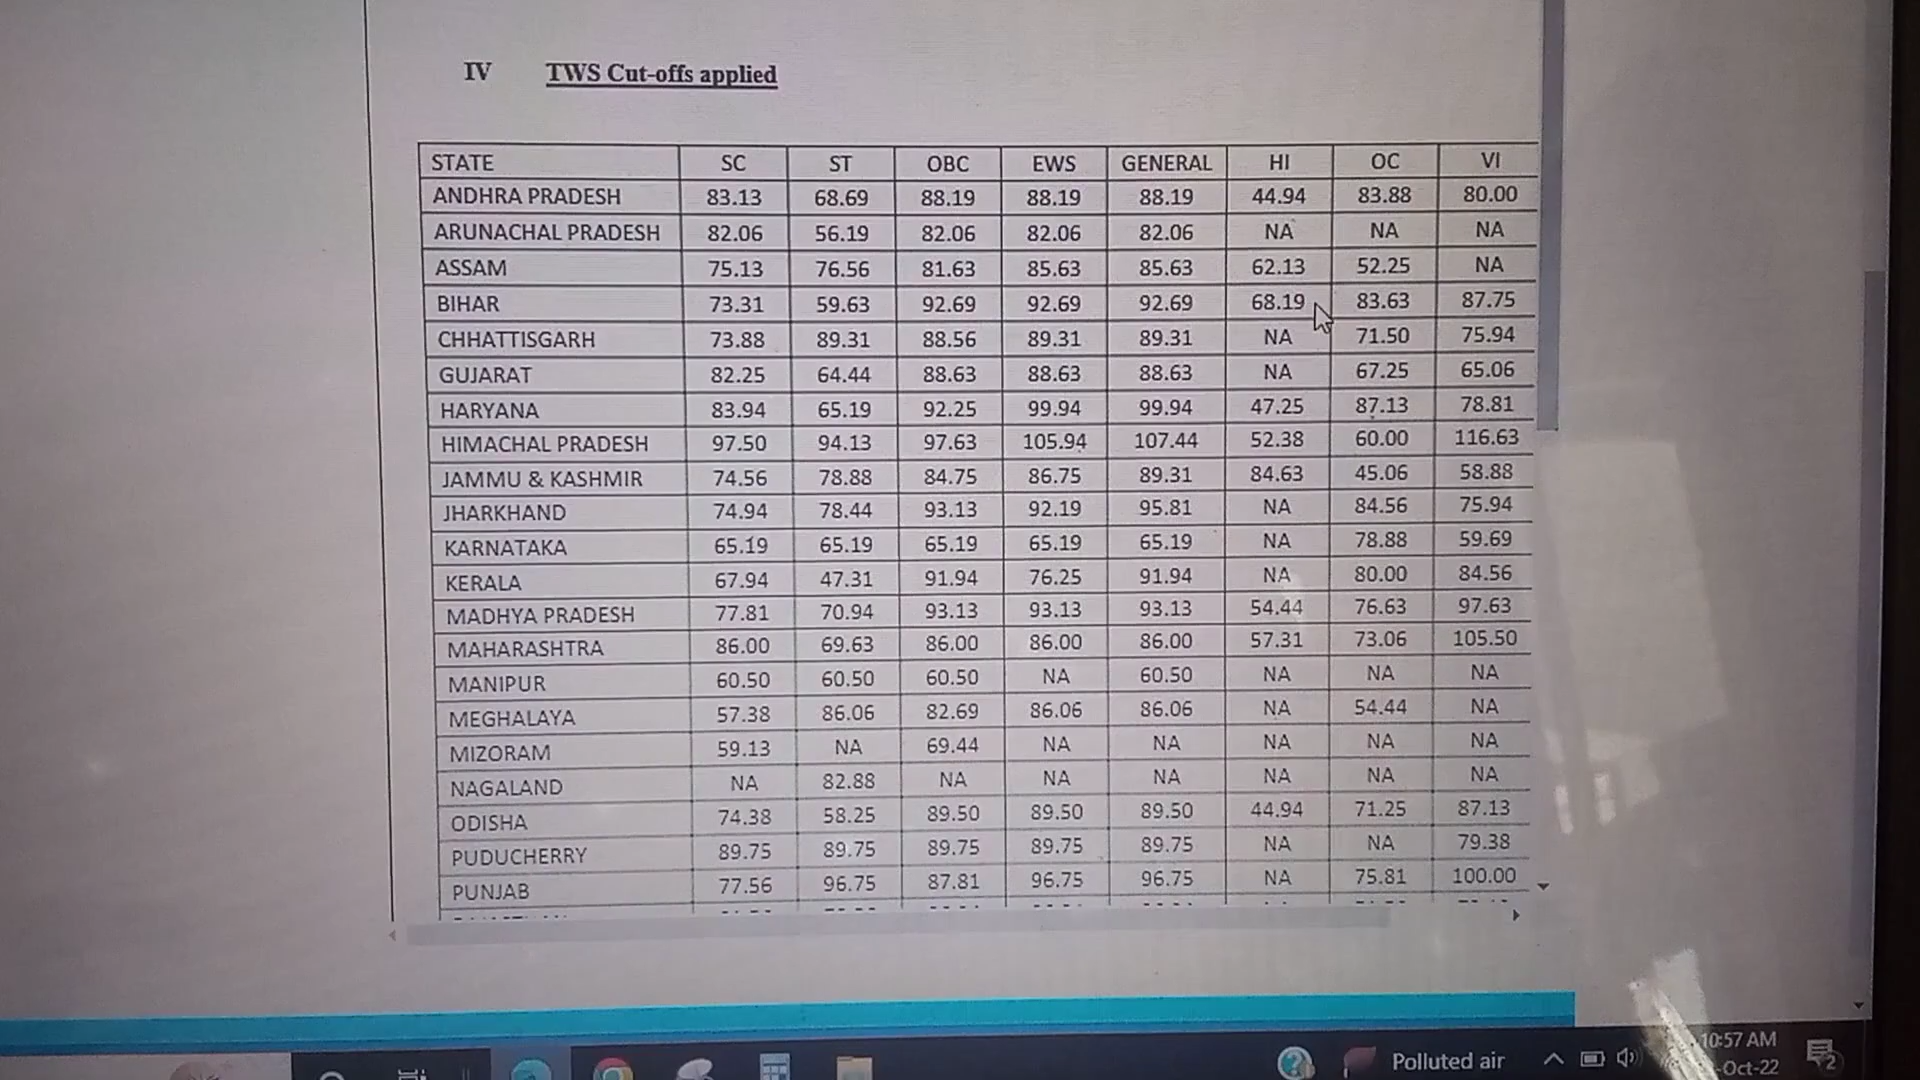 IV TWS Cut-offs applied
STATE SC ST OBC EWS GENERAL HI OC VI
ANDHRA PRADESH 83.13 68.69 88.19 88.19 88.19 44.94 83.88 80.00
ARUNACHAL PRADESH 82.06 56.19 82.06 82.06 82.06 NA NA NA
ASSAM 75.13 76.56 81.63 85.63 85.63 62.13 52.25 NA
BIHAR 73.31 59.63 92.69 92.69 92.69 68.19 83.63 87.75
CHHATTISGARH 73.88 89.31 88.56 89.31 89.31 NA 71.50 75.94
GUJARAT 82.25 64.44 88.63 88.63 88.63 NA 67.25 65.06
HARYANA 83.94 65.19 92.25 99.94 99.94 47.25 87.13 78.81
HIMACHAL PRADESH 97.50 94.13 97.63 105.94 107.44 52.38 60.00 116.63
JAMMU & KASHMIR 74.56 78.88 84.75 86.75 89.31 84.63 45.06 58.88
JHARKHAND 74.94 78.44 93.13 92.19 95.81 NA 84.56 75.94
KARNATAKA 65.19 65.19 65.19 65.19 65.19 NA 78.88 59.69
KERALA 67.94 47.31 91.94 76.25 91.94 NA 80.00 84.56
MADHYA PRADESH 77.81 70.94 93.13 93.13 93.13 54.44 76.63 97.63
MAHARASHTRA 86.00 69.63 86.00 86.00 86.00 57.31 73.06 105.50
MANIPUR 60.50 60.50 60.50 NA 60.50 NA NA NA
MEGHALAYA 57.38 86.06 82.69 86.06 86.06 NA 54.44 NA
MIZORAM 59.13 NA 69.44 NA NA NA NA NA
NAGALAND NA 82.88 NA NA NA NA NA NA
ODISHA 74.38 58.25 89.50 89.50 89.50 44.94 71.25 87.13
PUDUCHERRY 89.75 89.75 89.75 89.75 89.75 NA NA 79.38
PUNJAB 77.56 96.75 87.81 96.75 96.75 NA 75.81 100.00
10:57 AM
Polluted air
-Oct-22
2